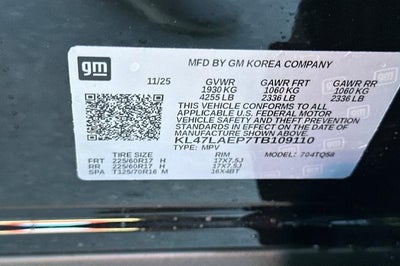 gm
MFD BY GM KOREA COMPANY
11/25 GVWR GAWR FRT GAWR RR
1930 KG 1060 KG 1060 KG
4255 LB 2336 LB 2336 LB
THIS VEHICLE CONFORMS TO ALL
APPLICABLE U.S. FEDERAL MOTOR
VEHICLE SAFETY AND THEFT PREVENTION
STANDARDS IN EFFECT ON THE DATE OF
MANUFACTURE SHOWN ABOVE.
KL47LAEP7TB109110
TYPE: MPV
TIRE SIZE RIM MODEL: 704TQ58
FRT 225/60R17 H 17X7.5J
RR 225/60R17 H 17X7.5J
SPA T125/70R16 M 16X4BT